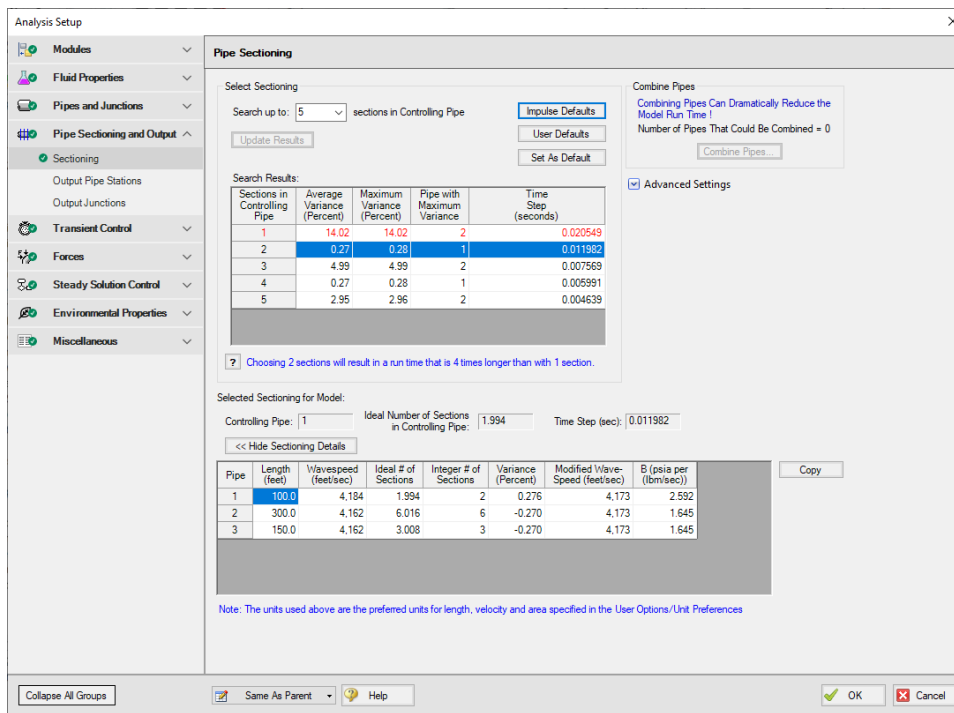 Analysis Setup
Modules
Fluid Properties
Pipes and Junctions
Pipe Sectioning and Output
Sectioning
Output Pipe Stations
Output Junctions
Transient Control
Forces
Steady Solution Control
Environmental Properties
Miscellaneous
Pipe Sectioning
Select Sectioning
Search up to: 5 sections in Controlling Pipe
Update Results
Impulse Defaults
User Defaults
Set As Default
Search Results:
Sections in Controlling Pipe Average Variance (Percent) Maximum Variance (Percent) Pipe with Maximum Variance Time Step (seconds)
1 14.02 14.02 2 0.020549
2 0.27 0.28 1 0.011982
3 4.99 4.99 2 0.007569
4 0.27 0.28 1 0.005991
5 2.95 2.96 2 0.004639
? Choosing 2 sections will result in a run time that is 4 times longer than with 1 section.
Combine Pipes
Combining Pipes Can Dramatically Reduce the
Model Run Time !
Number of Pipes That Could Be Combined = 0
Combine Pipes...
Advanced Settings
Selected Sectioning for Model:
Controlling Pipe: 1 Ideal Number of Sections in Controlling Pipe: 1.994 Time Step (sec): 0.011982
<< Hide Sectioning Details
Pipe Length (feet) Wavespeed (feet/sec) Ideal # of Sections Integer # of Sections Variance (Percent) Modified Wave-Speed (feet/sec) B (psia per (lbm/sec))
1 100.0 4,184 1.994 2 0.276 4,173 2.592
2 300.0 4,162 6.016 6 -0.270 4,173 1.645
3 150.0 4,162 3.008 3 -0.270 4,173 1.645
Copy
Note: The units used above are the preferred units for length, velocity and area specified in the User Options/Unit Preferences
Collapse All Groups
Same As Parent
Help
OK
Cancel